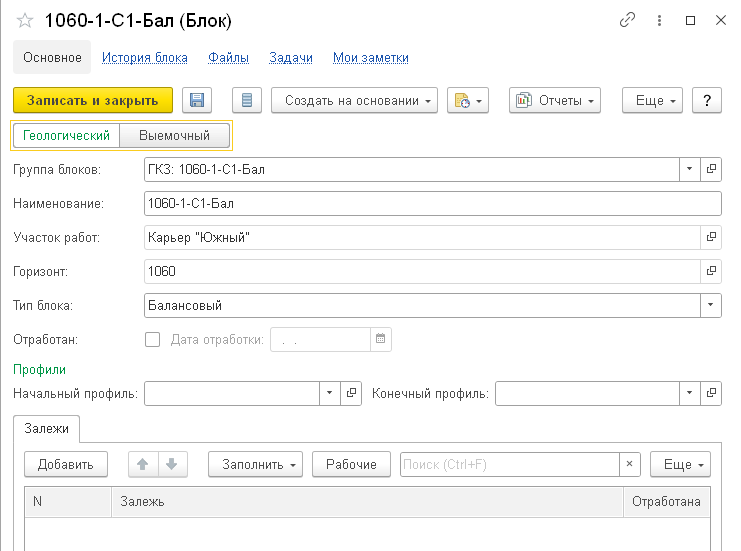 1060-1-С1-Бал (Блок)
Основное История блока Файлы Задачи Мои заметки
Записать и закрыть Создать на основании Отчеты Еще ?
Геологический Выемочный
Группа блоков: ГКЗ: 1060-1-С1-Бал
Наименование: 1060-1-С1-Бал
Участок работ: Карьер "Южный"
Горизонт: 1060
Тип блока: Балансовый
Отработан: Дата отработки: . .
Профили
Начальный профиль: Конечный профиль:
Залежи
Добавить Заполнить Рабочие Поиск (Ctrl+F) × Еще
N Залежь Отработана